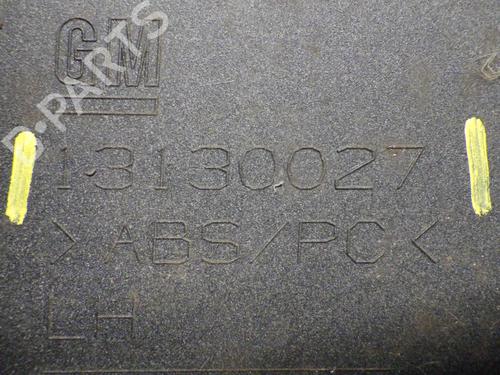 GM
13130027
>ABS/PC<
LH
B-PARTS